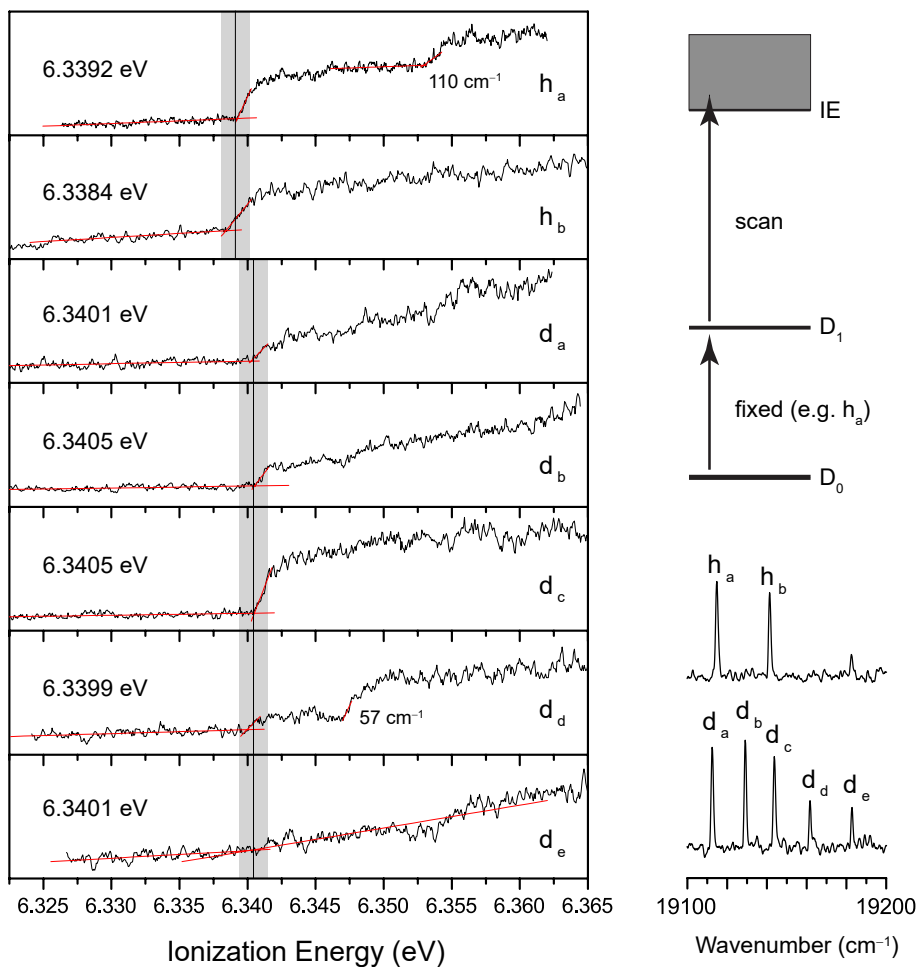 6.3392 eV
110 cm⁻¹
h a
6.3384 eV
h b
6.3401 eV
d a
6.3405 eV
d b
6.3405 eV
d c
6.3399 eV
57 cm⁻¹
d d
6.3401 eV
d e
6.325 6.330 6.335 6.340 6.345 6.350 6.355 6.360 6.365
Ionization Energy (eV)
IE
scan
D₁
fixed (e.g. hₐ)
D₀
h a h b
d a d b d c d d d e
19100 19200
Wavenumber (cm⁻¹)